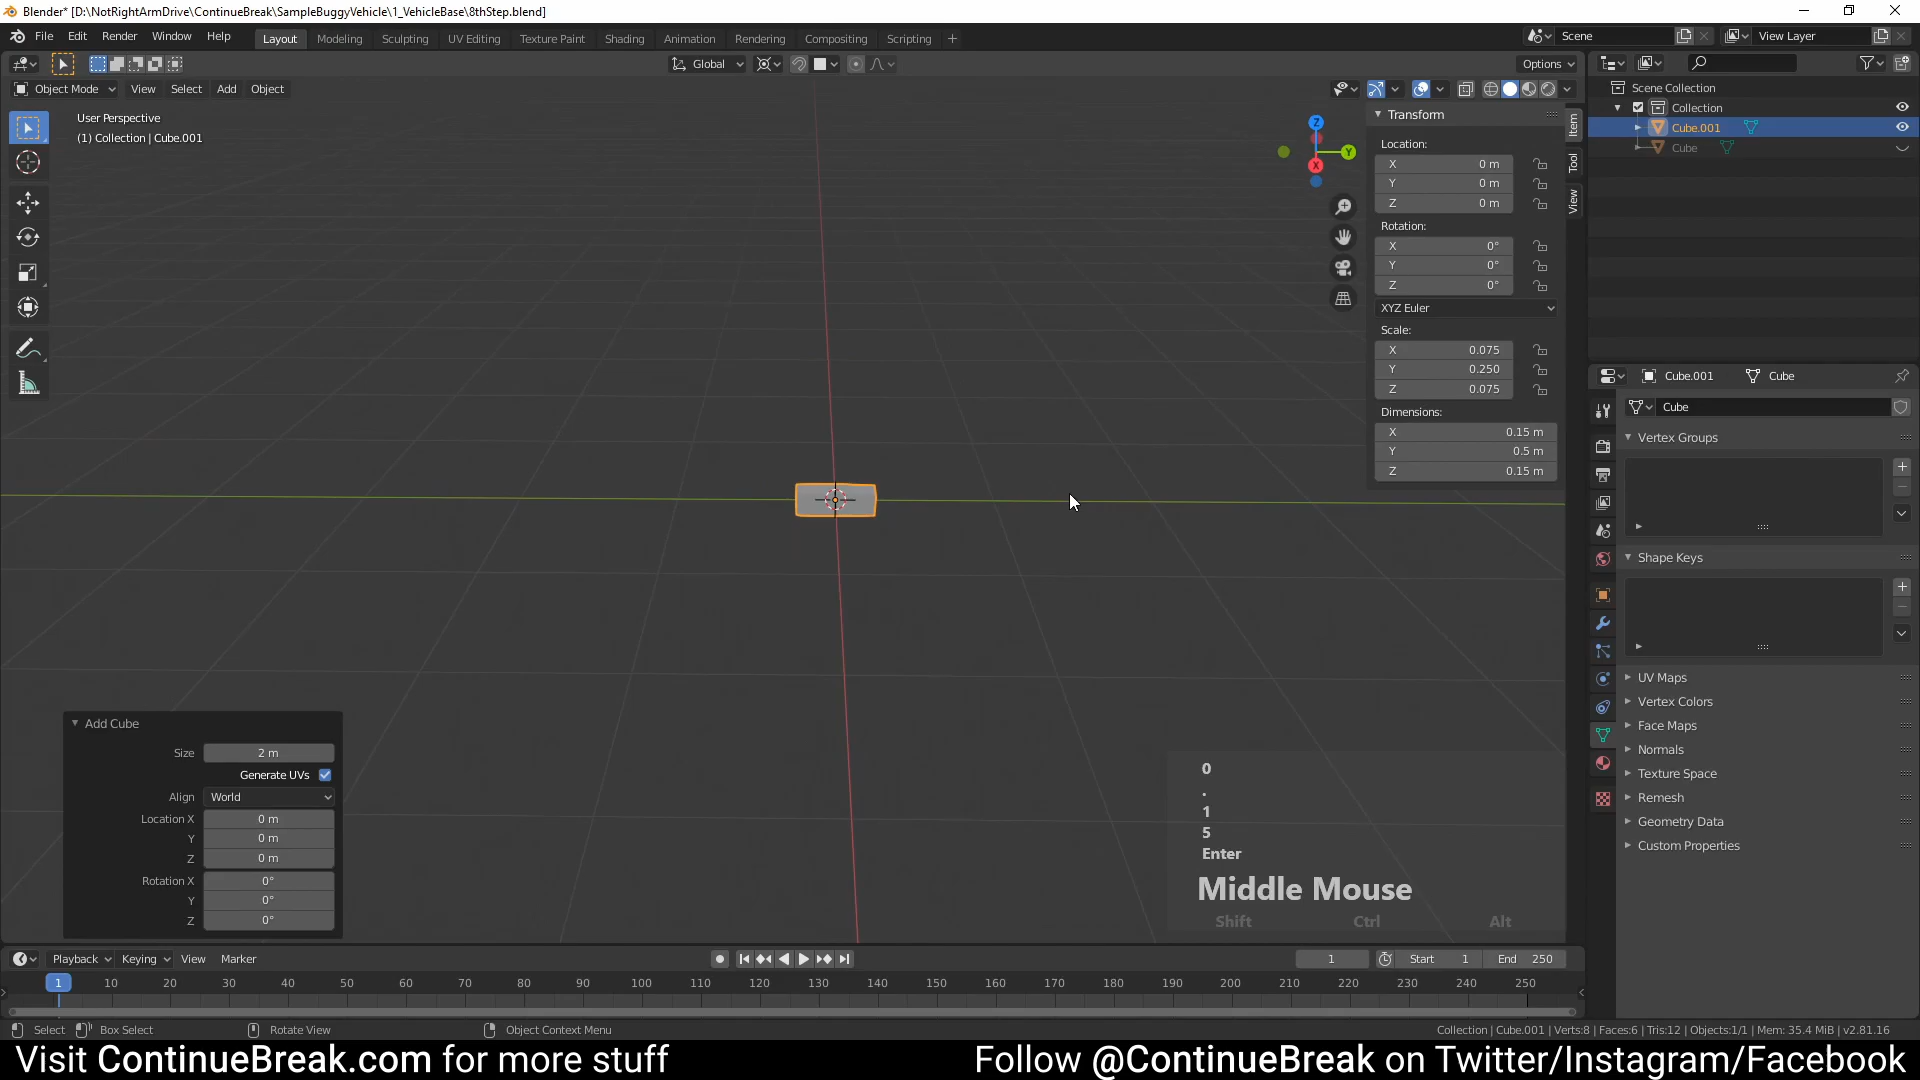 Blender* [D:\NotRightArmDrive\ContinueBreak\SampleBuggyVehicle\1_VehicleBase\8thStep.blend]
File Edit Render Window Help
Layout Modeling Sculpting UV Editing Texture Paint Shading Animation Rendering Compositing Scripting +
Scene
View Layer
Global
Options
Object Mode View Select Add Object
User Perspective
(1) Collection | Cube.001
Z
Y
X
Transform
Location:
X 0 m
Y 0 m
Z 0 m
Rotation:
X 0°
Y 0°
Z 0°
XYZ Euler
Scale:
X 0.075
Y 0.250
Z 0.075
Dimensions:
X 0.15 m
Y 0.5 m
Z 0.15 m
Item
Tool
View
Scene Collection
Collection
Cube.001
Cube
Cube.001 Cube
Cube
Vertex Groups
Shape Keys
UV Maps
Vertex Colors
Face Maps
Normals
Texture Space
Remesh
Geometry Data
Custom Properties
Add Cube
Size 2 m
Generate UVs
Align World
Location X 0 m
Y 0 m
Z 0 m
Rotation X 0°
Y 0°
Z 0°
0
.
1
5
Enter
Middle Mouse
Shift Ctrl Alt
Playback Keying View Marker
1 Start 1 End 250
1 10 20 30 40 50 60 70 80 90 100 110 120 130 140 150 160 170 180 190 200 210 220 230 240 250
Select Box Select Rotate View Object Context Menu
Collection | Cube.001 | Verts:8 | Faces:6 | Tris:12 | Objects:1/1 | Mem: 35.4 MiB | v2.81.16
Visit ContinueBreak.com for more stuff
Follow @ContinueBreak on Twitter/Instagram/Facebook